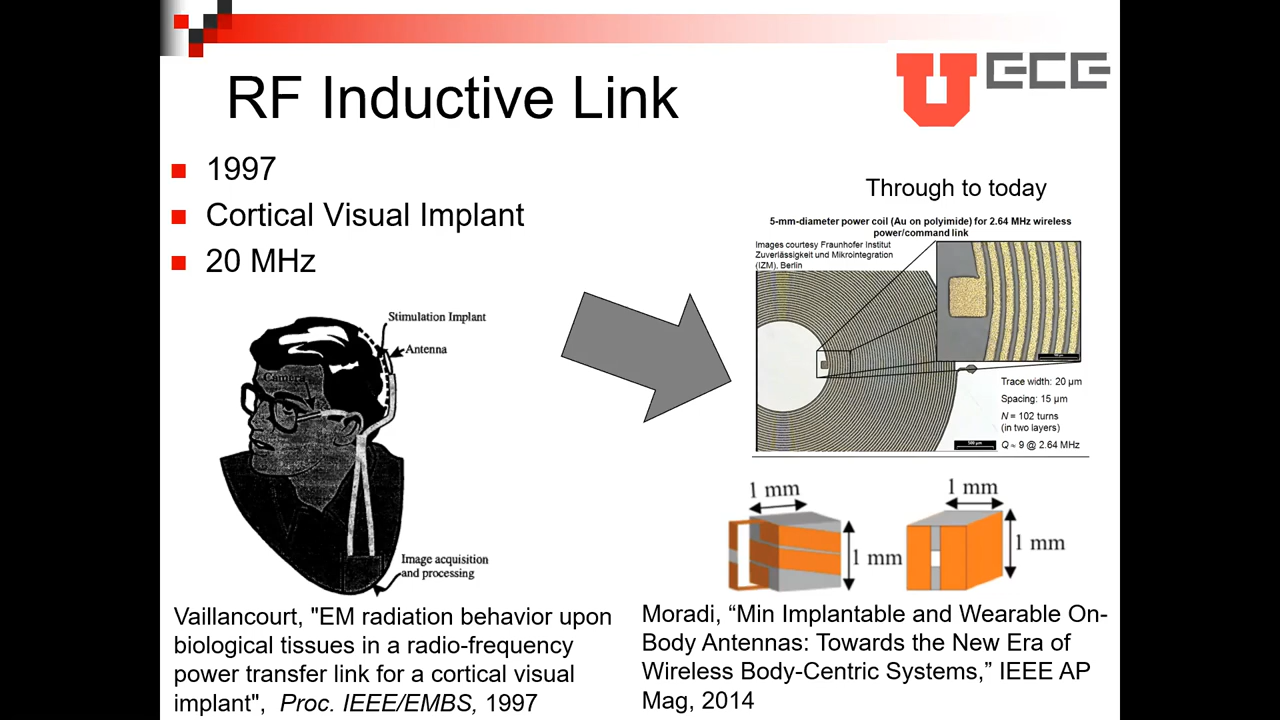 U ECE
RF Inductive Link
1997
Cortical Visual Implant
20 MHz
Stimulation Implant
Antenna
Camera
Image acquisition
and processing
Vaillancourt, "EM radiation behavior upon
biological tissues in a radio-frequency
power transfer link for a cortical visual
implant", Proc. IEEE/EMBS, 1997
Through to today
5-mm-diameter power coil (Au on polyimide) for 2.64 MHz wireless
power/command link
Images courtesy Fraunhofer Institut
Zuverlässigkeit und Mikrointegration
(IZM), Berlin
Trace width: 20 µm
Spacing: 15 µm
N = 102 turns
(in two layers)
Q ≈ 9 @ 2.64 MHz
500 µm
1 mm
1 mm
1 mm
1 mm
Moradi, “Min Implantable and Wearable On-
Body Antennas: Towards the New Era of
Wireless Body-Centric Systems,” IEEE AP
Mag, 2014